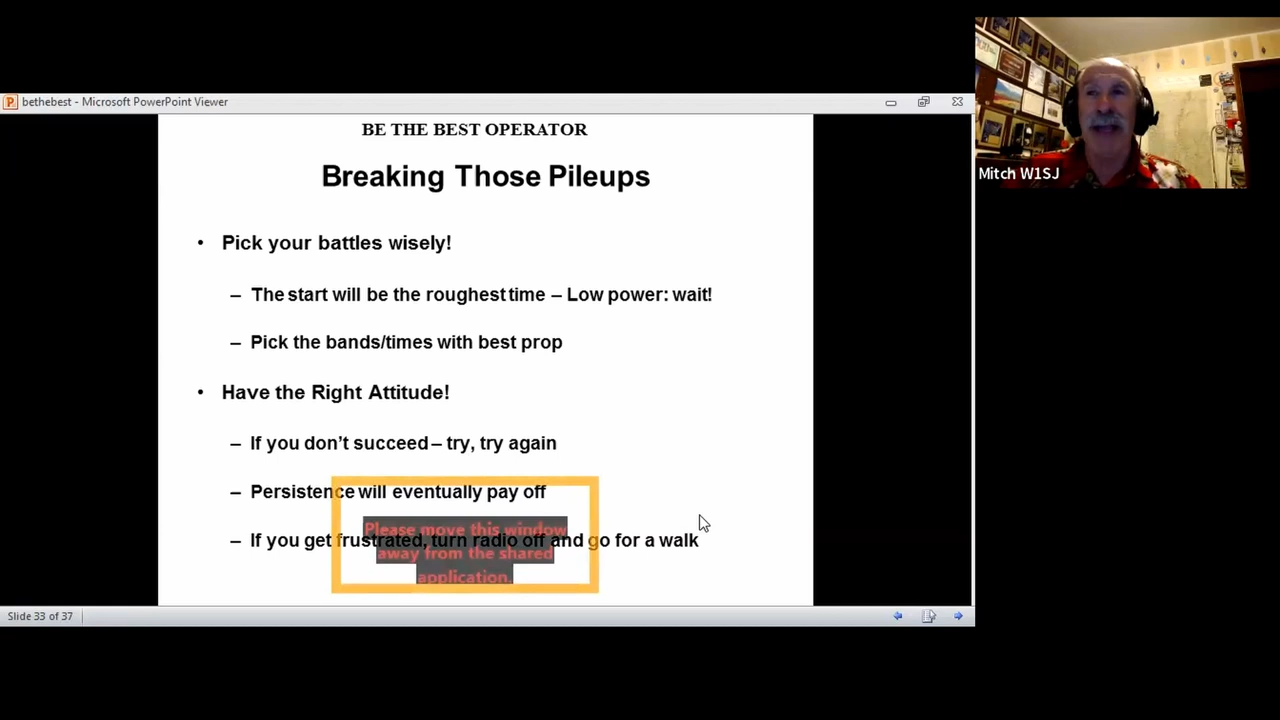 bethebest - Microsoft PowerPoint Viewer
BE THE BEST OPERATOR
Breaking Those Pileups
• Pick your battles wisely!
– The start will be the roughest time – Low power: wait!
– Pick the bands/times with best prop
• Have the Right Attitude!
– If you don't succeed – try, try again
– Persistence will eventually pay off
– If you get frustrated, turn radio off and go for a walk
Please move this window
away from the shared
application.
Slide 33 of 37
Mitch W1SJ